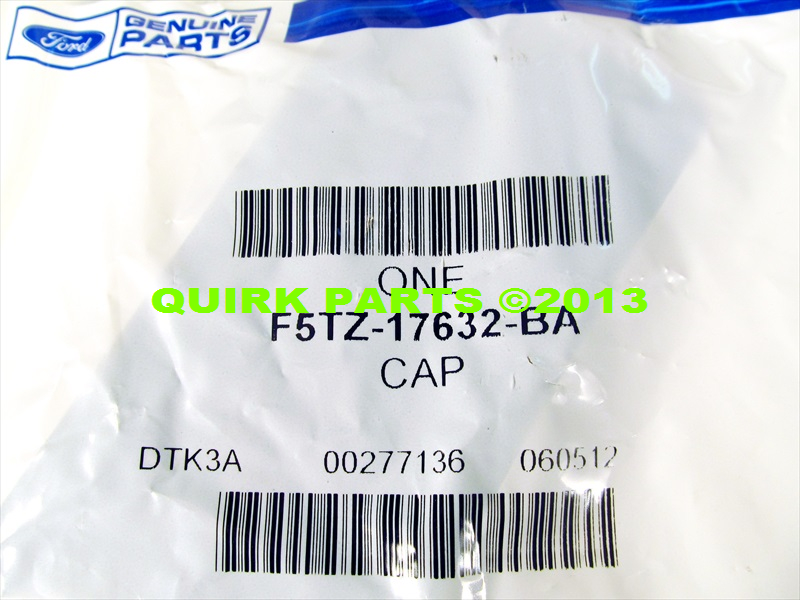 Ford
GENUINE
PARTS
ONE
QUIRK PARTS ©2013
F5TZ-17632-BA
CAP
DTK3A 00277136 060512